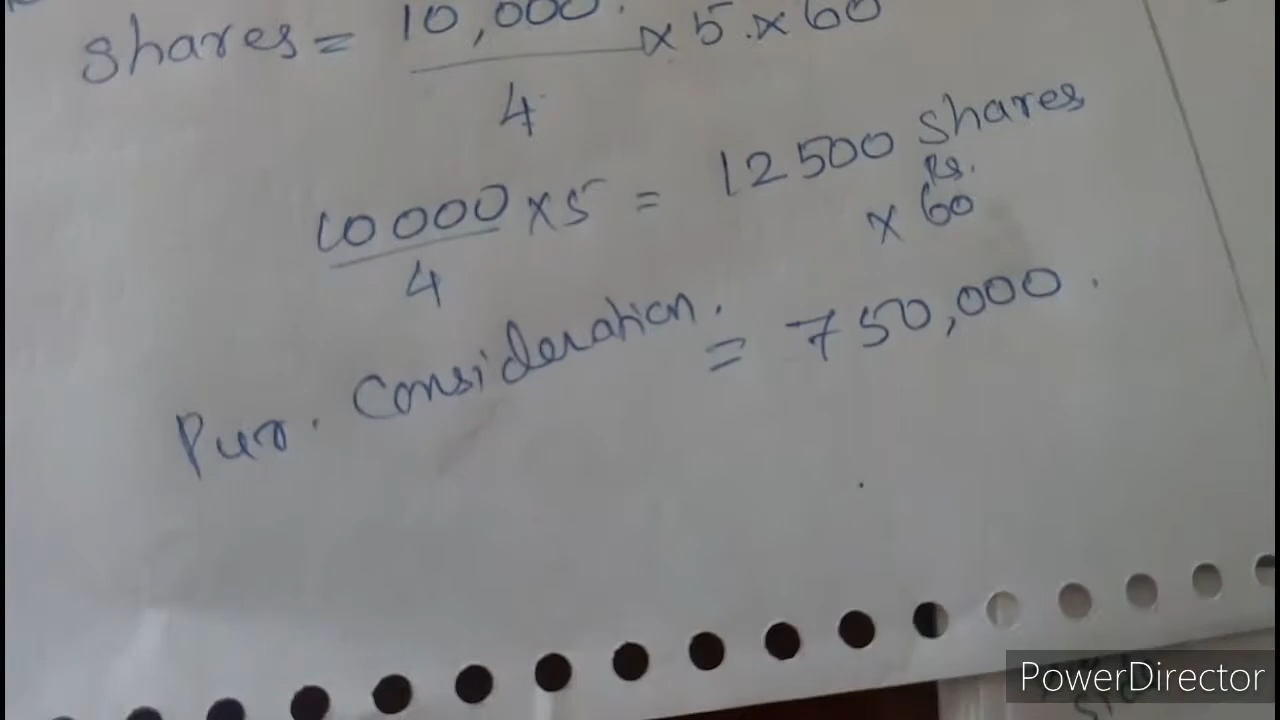 shares = 10,000 × 5 × 60
4
10000 × 5 = 12500 shares
4
Rs.
× 60
Pur. Consideration. = 750,000.
PowerDirector